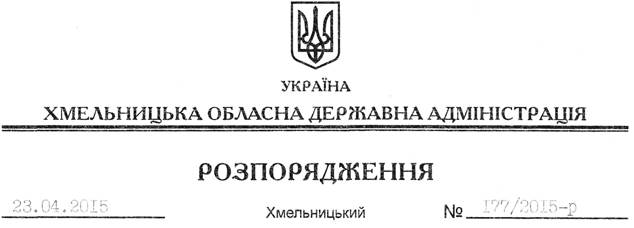 УКРАЇНА
ХМЕЛЬНИЦЬКА ОБЛАСНА ДЕРЖАВНА АДМІНІСТРАЦІЯ
РОЗПОРЯДЖЕННЯ
23.04.2015 Хмельницький № 177/2015-р